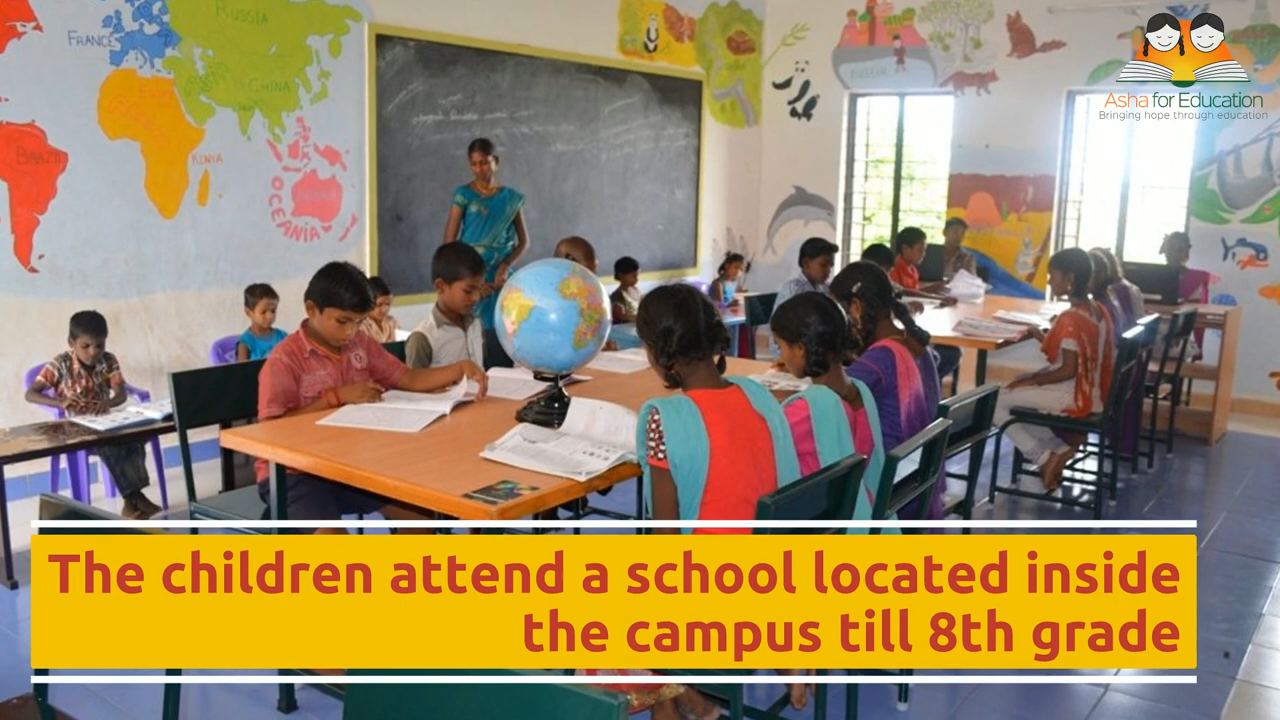 RUSSIA
FRANCE
CHINA
BRAZIL
KENYA
OCEANIA
Asha for Education
Bringing hope through education
The children attend a school located inside
the campus till 8th grade